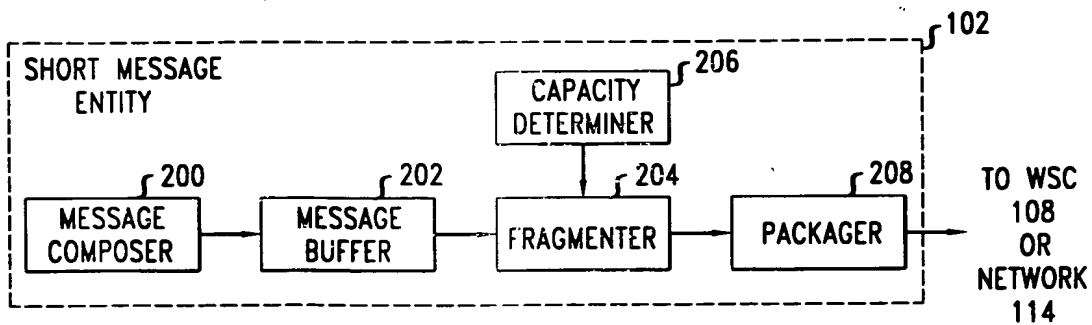 102
SHORT MESSAGE
ENTITY
206
CAPACITY
DETERMINER
200
MESSAGE
COMPOSER
202
MESSAGE
BUFFER
204
FRAGMENTER
208
PACKAGER
TO WSC
108
OR
NETWORK
114